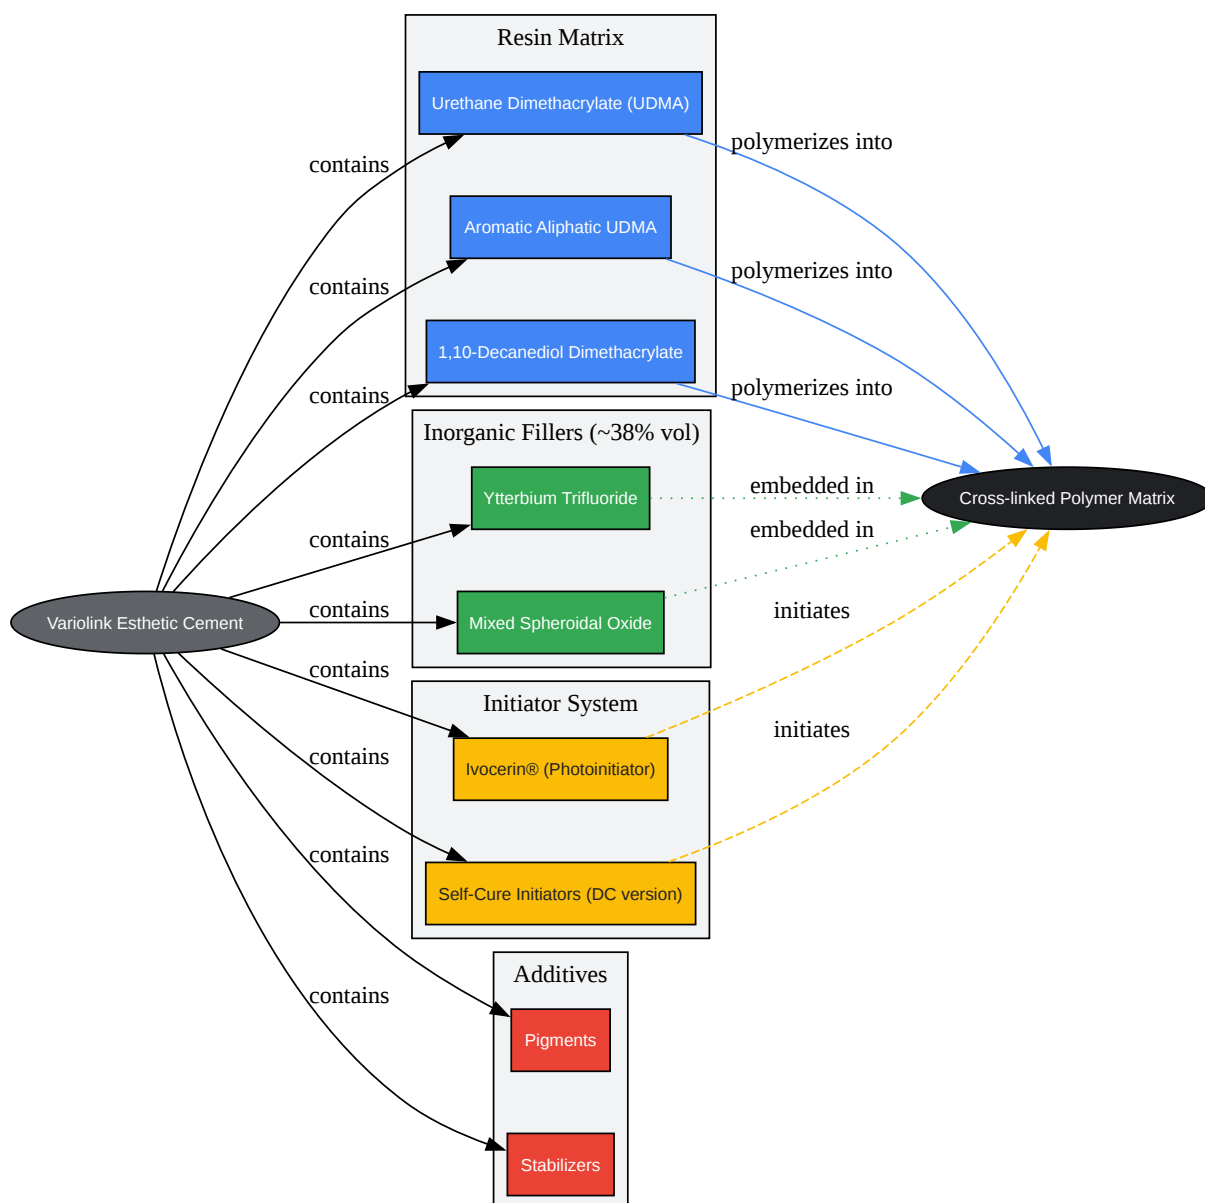 Resin Matrix
Urethane Dimethacrylate (UDMA)
polymerizes into
contains
Aromatic Aliphatic UDMA
polymerizes into
contains
1,10-Decanediol Dimethacrylate
polymerizes into
contains
Inorganic Fillers (~38% vol)
Ytterbium Trifluoride
embedded in
Cross-linked Polymer Matrix
contains
embedded in
Variolink Esthetic Cement
contains
Mixed Spheroidal Oxide
initiates
contains
Initiator System
Ivocerin® (Photoinitiator)
initiates
contains
Self-Cure Initiators (DC version)
contains
Additives
Pigments
contains
Stabilizers